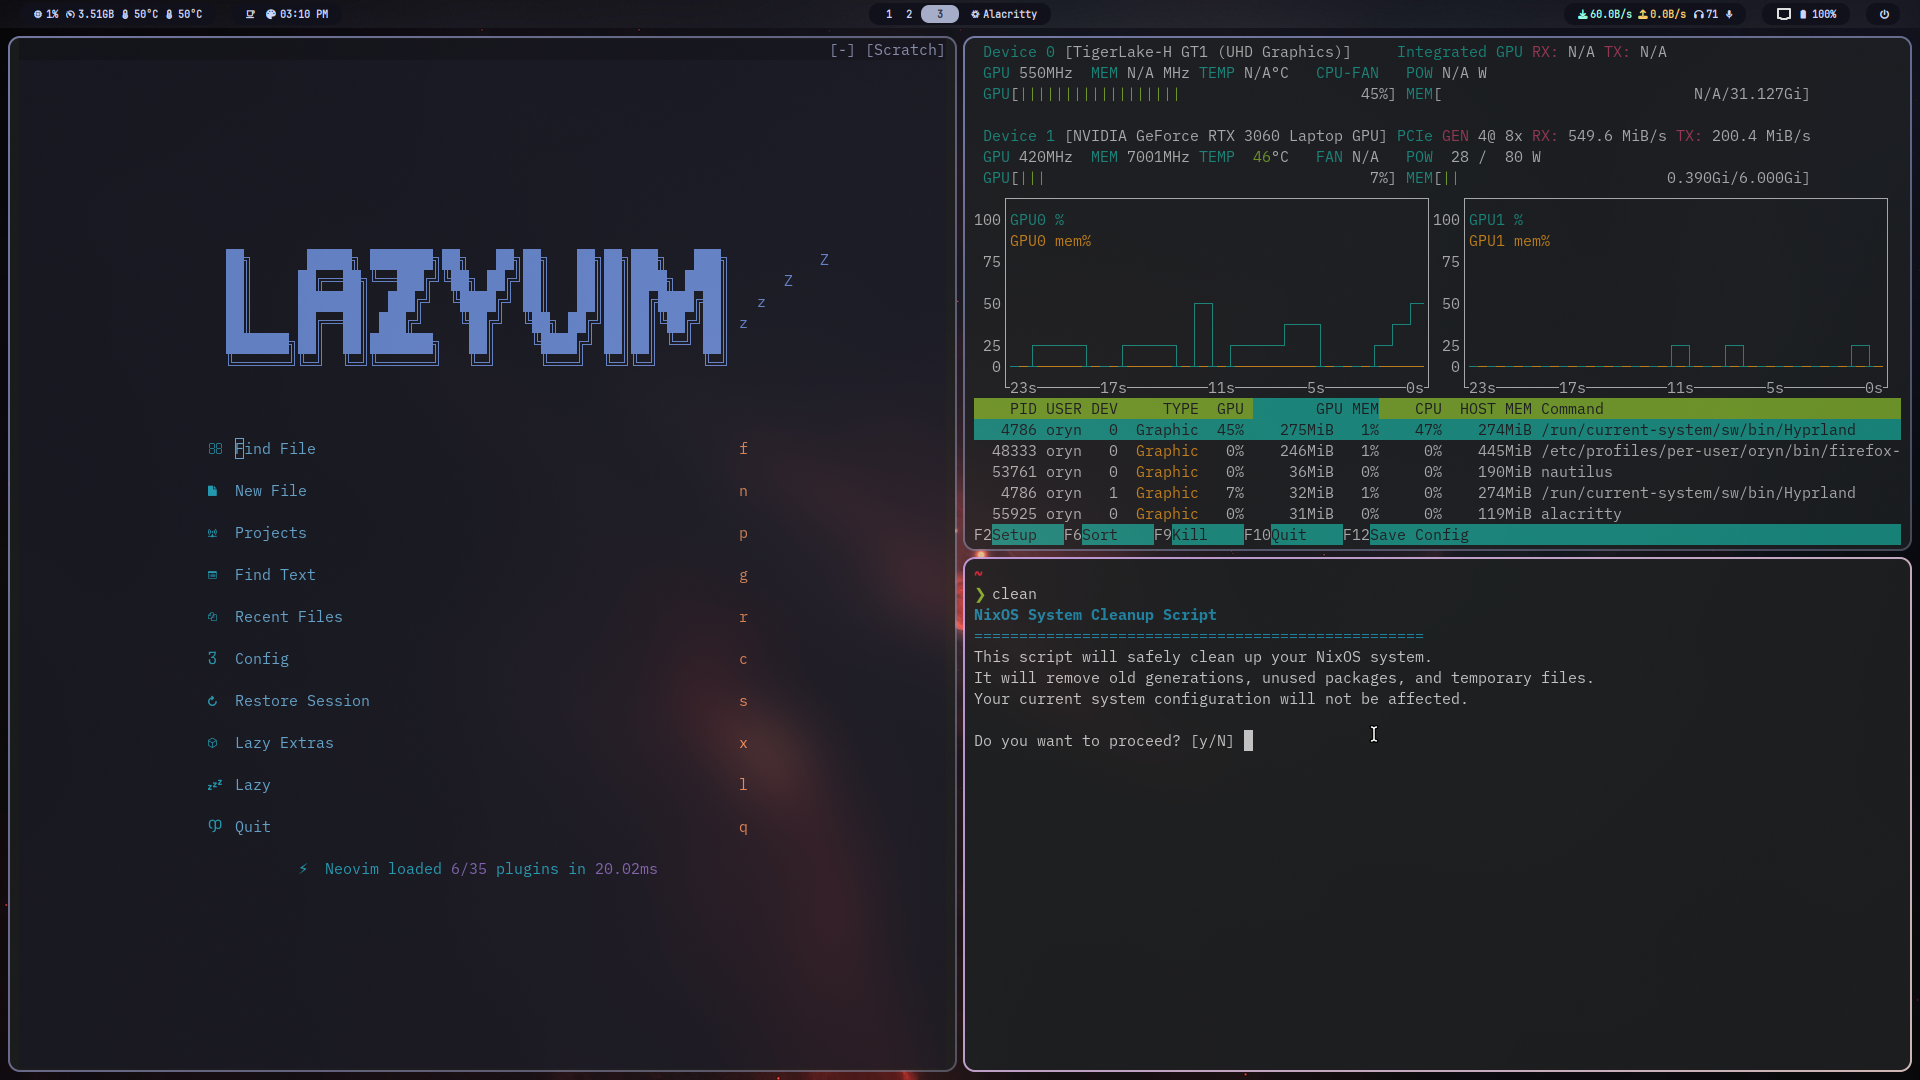 1% 3.51GB 50°C 50°C 03:10 PM 1 2 3 Alacritty 60.0B/s 0.0B/s 71 100%
[-] [Scratch]
LAZYVIM
Z
Z
z
z
Find File f
New File n
Projects p
Find Text g
Recent Files r
Config c
Restore Session s
Lazy Extras x
Lazy l
Quit q
⚡ Neovim loaded 6/35 plugins in 20.02ms
Device 0 [TigerLake-H GT1 (UHD Graphics)] Integrated GPU RX: N/A TX: N/A
GPU 550MHz MEM N/A MHz TEMP N/A°C CPU-FAN POW N/A W
GPU[|||||||||||||||||| 45%] MEM[ N/A/31.127Gi]
Device 1 [NVIDIA GeForce RTX 3060 Laptop GPU] PCIe GEN 4@ 8x RX: 549.6 MiB/s TX: 200.4 MiB/s
GPU 420MHz MEM 7001MHz TEMP 46°C FAN N/A POW 28 / 80 W
GPU[||| 7%] MEM[|| 0.390Gi/6.000Gi]
100 GPU0 % 100 GPU1 %
GPU0 mem% GPU1 mem%
75 75
50 50
25 25
0 0
23s 17s 11s 5s 0s 23s 17s 11s 5s 0s
PID USER DEV TYPE GPU GPU MEM CPU HOST MEM Command
4786 oryn 0 Graphic 45% 275MiB 1% 47% 274MiB /run/current-system/sw/bin/Hyprland
48333 oryn 0 Graphic 0% 246MiB 1% 0% 445MiB /etc/profiles/per-user/oryn/bin/firefox-
53761 oryn 0 Graphic 0% 36MiB 0% 0% 190MiB nautilus
4786 oryn 1 Graphic 7% 32MiB 1% 0% 274MiB /run/current-system/sw/bin/Hyprland
55925 oryn 0 Graphic 0% 31MiB 0% 0% 119MiB alacritty
F2Setup F6Sort F9Kill F10Quit F12Save Config
~
❯ clean
NixOS System Cleanup Script
==================================================
This script will safely clean up your NixOS system.
It will remove old generations, unused packages, and temporary files.
Your current system configuration will not be affected.
Do you want to proceed? [y/N]